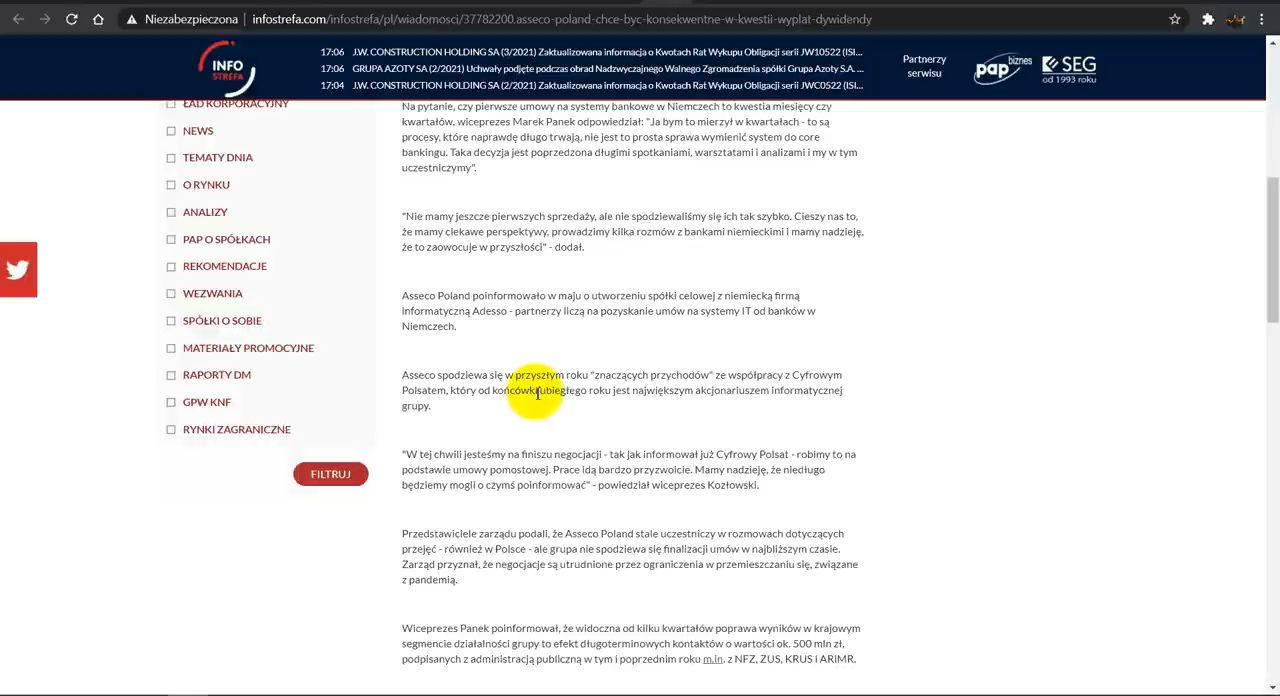 Niezabezpieczona | infostrefa.com/infostrefa/pl/wiadomosci/37782200.asseco-poland-chce-byc-konsekwentne-w-kwestii-wyplat-dywidendy
INFO
STREFA
17:06 J.W. CONSTRUCTION HOLDING SA (3/2021) Zaktualizowana informacja o Kwotach Rat Wykupu Obligacji serii JW10522 (ISI...
17:06 GRUPA AZOTY SA (2/2021) Uchwały podjęte podczas obrad Nadzwyczajnego Walnego Zgromadzenia spółki Grupa Azoty S.A. ...
17:04 J.W. CONSTRUCTION HOLDING SA (2/2021) Zaktualizowana informacja o Kwotach Rat Wykupu Obligacji serii JWC0522 (ISI...
Partnerzy
serwisu
pap biznes
SEG
od 1993 roku
ŁAD KORPORACYJNY
NEWS
TEMATY DNIA
O RYNKU
ANALIZY
PAP O SPÓŁKACH
REKOMENDACJE
WEZWANIA
SPÓŁKI O SOBIE
MATERIAŁY PROMOCYJNE
RAPORTY DM
GPW KNF
RYNKI ZAGRANICZNE
FILTRUJ
Na pytanie, czy pierwsze umowy na systemy bankowe w Niemczech to kwestia miesięcy czy
kwartałów, wiceprezes Marek Panek odpowiedział: "Ja bym to mierzył w kwartałach - to są
procesy, które naprawdę długo trwają, nie jest to prosta sprawa wymienić system do core
bankingu. Taka decyzja jest poprzedzona długimi spotkaniami, warsztatami i analizami i my w tym
uczestniczymy".
"Nie mamy jeszcze pierwszych sprzedaży, ale nie spodziewaliśmy się ich tak szybko. Cieszy nas to,
że mamy ciekawe perspektywy, prowadzimy kilka rozmów z bankami niemieckimi i mamy nadzieję,
że to zaowocuje w przyszłości" - dodał.
Asseco Poland poinformowało w maju o utworzeniu spółki celowej z niemiecką firmą
informatyczną Adesso - partnerzy liczą na pozyskanie umów na systemy IT od banków w
Niemczech.
Asseco spodziewa się w przyszłym roku "znaczących przychodów" ze współpracy z Cyfrowym
Polsatem, który od końcówki ubiegłego roku jest największym akcjonariuszem informatycznej
grupy.
"W tej chwili jesteśmy na finiszu negocjacji - tak jak informował już Cyfrowy Polsat - robimy to na
podstawie umowy pomostowej. Prace idą bardzo przyzwoicie. Mamy nadzieję, że niedługo
będziemy mogli o czymś poinformować" - powiedział wiceprezes Kozłowski.
Przedstawiciele zarządu podali, że Asseco Poland stale uczestniczy w rozmowach dotyczących
przejęć - również w Polsce - ale grupa nie spodziewa się finalizacji umów w najbliższym czasie.
Zarząd przyznał, że negocjacje są utrudnione przez ograniczenia w przemieszczaniu się, związane
z pandemią.
Wiceprezes Panek poinformował, że widoczna od kilku kwartałów poprawa wyników w krajowym
segmencie działalności grupy to efekt długoterminowych kontaktów o wartości ok. 500 mln zł,
podpisanych z administracją publiczną w tym i poprzednim roku m.in. z NFZ, ZUS, KRUS i ARiMR.